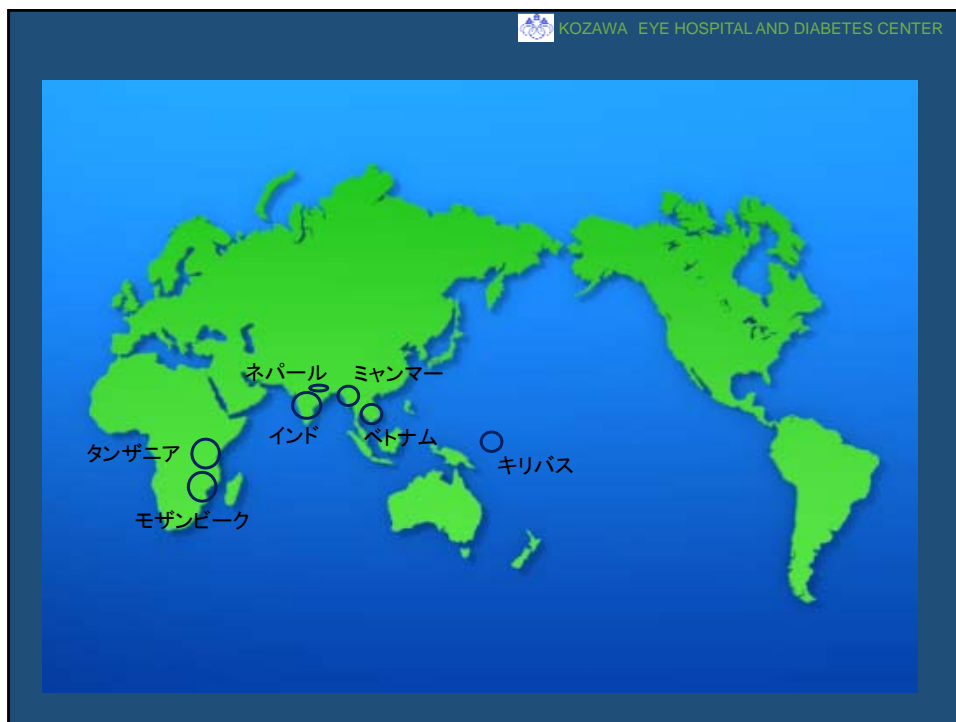 KOZAWA EYE HOSPITAL AND DIABETES CENTER
ネパール
ミャンマー
インド
ベトナム
タンザニア
キリバス
モザンビーク